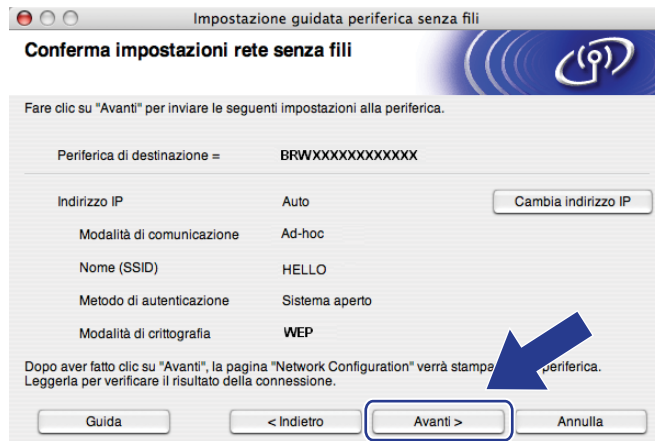 Impostazione guidata periferica senza fili
Conferma impostazioni rete senza fili
Fare clic su "Avanti" per inviare le seguenti impostazioni alla periferica.
Periferica di destinazione = BRWXXXXXXXXXXXX
Indirizzo IP Auto Cambia indirizzo IP
Modalità di comunicazione Ad-hoc
Nome (SSID) HELLO
Metodo di autenticazione Sistema aperto
Modalità di crittografia WEP
Dopo aver fatto clic su "Avanti", la pagina "Network Configuration" verrà periferica.
Leggerla per verificare il risultato della connessione.
Guida < Indietro Avanti > Annulla